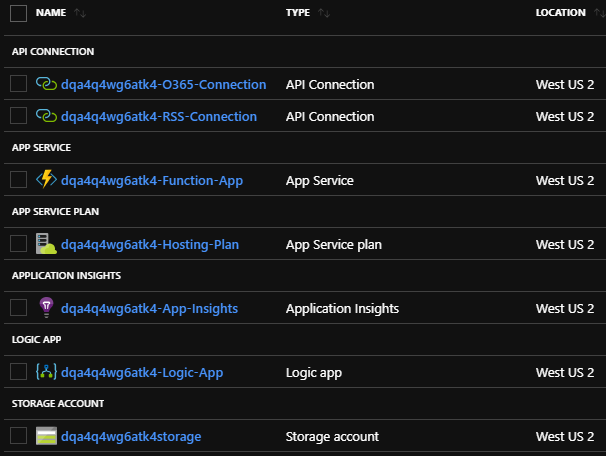 NAME TYPE LOCATION
API CONNECTION
dqa4q4wg6atk4-O365-Connection API Connection West US 2
dqa4q4wg6atk4-RSS-Connection API Connection West US 2
APP SERVICE
dqa4q4wg6atk4-Function-App App Service West US 2
APP SERVICE PLAN
dqa4q4wg6atk4-Hosting-Plan App Service plan West US 2
APPLICATION INSIGHTS
dqa4q4wg6atk4-App-Insights Application Insights West US 2
LOGIC APP
dqa4q4wg6atk4-Logic-App Logic app West US 2
STORAGE ACCOUNT
dqa4q4wg6atk4storage Storage account West US 2